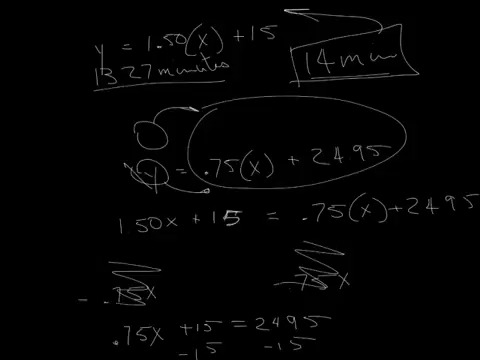 y = 1.50(x) + 15
13.27 minutes
14 min
y = .75(x) + 24.95
1.50x + 15 = .75(x) + 24.95
- .75x - .75x
.75x + 15 = 24.95
-15 -15